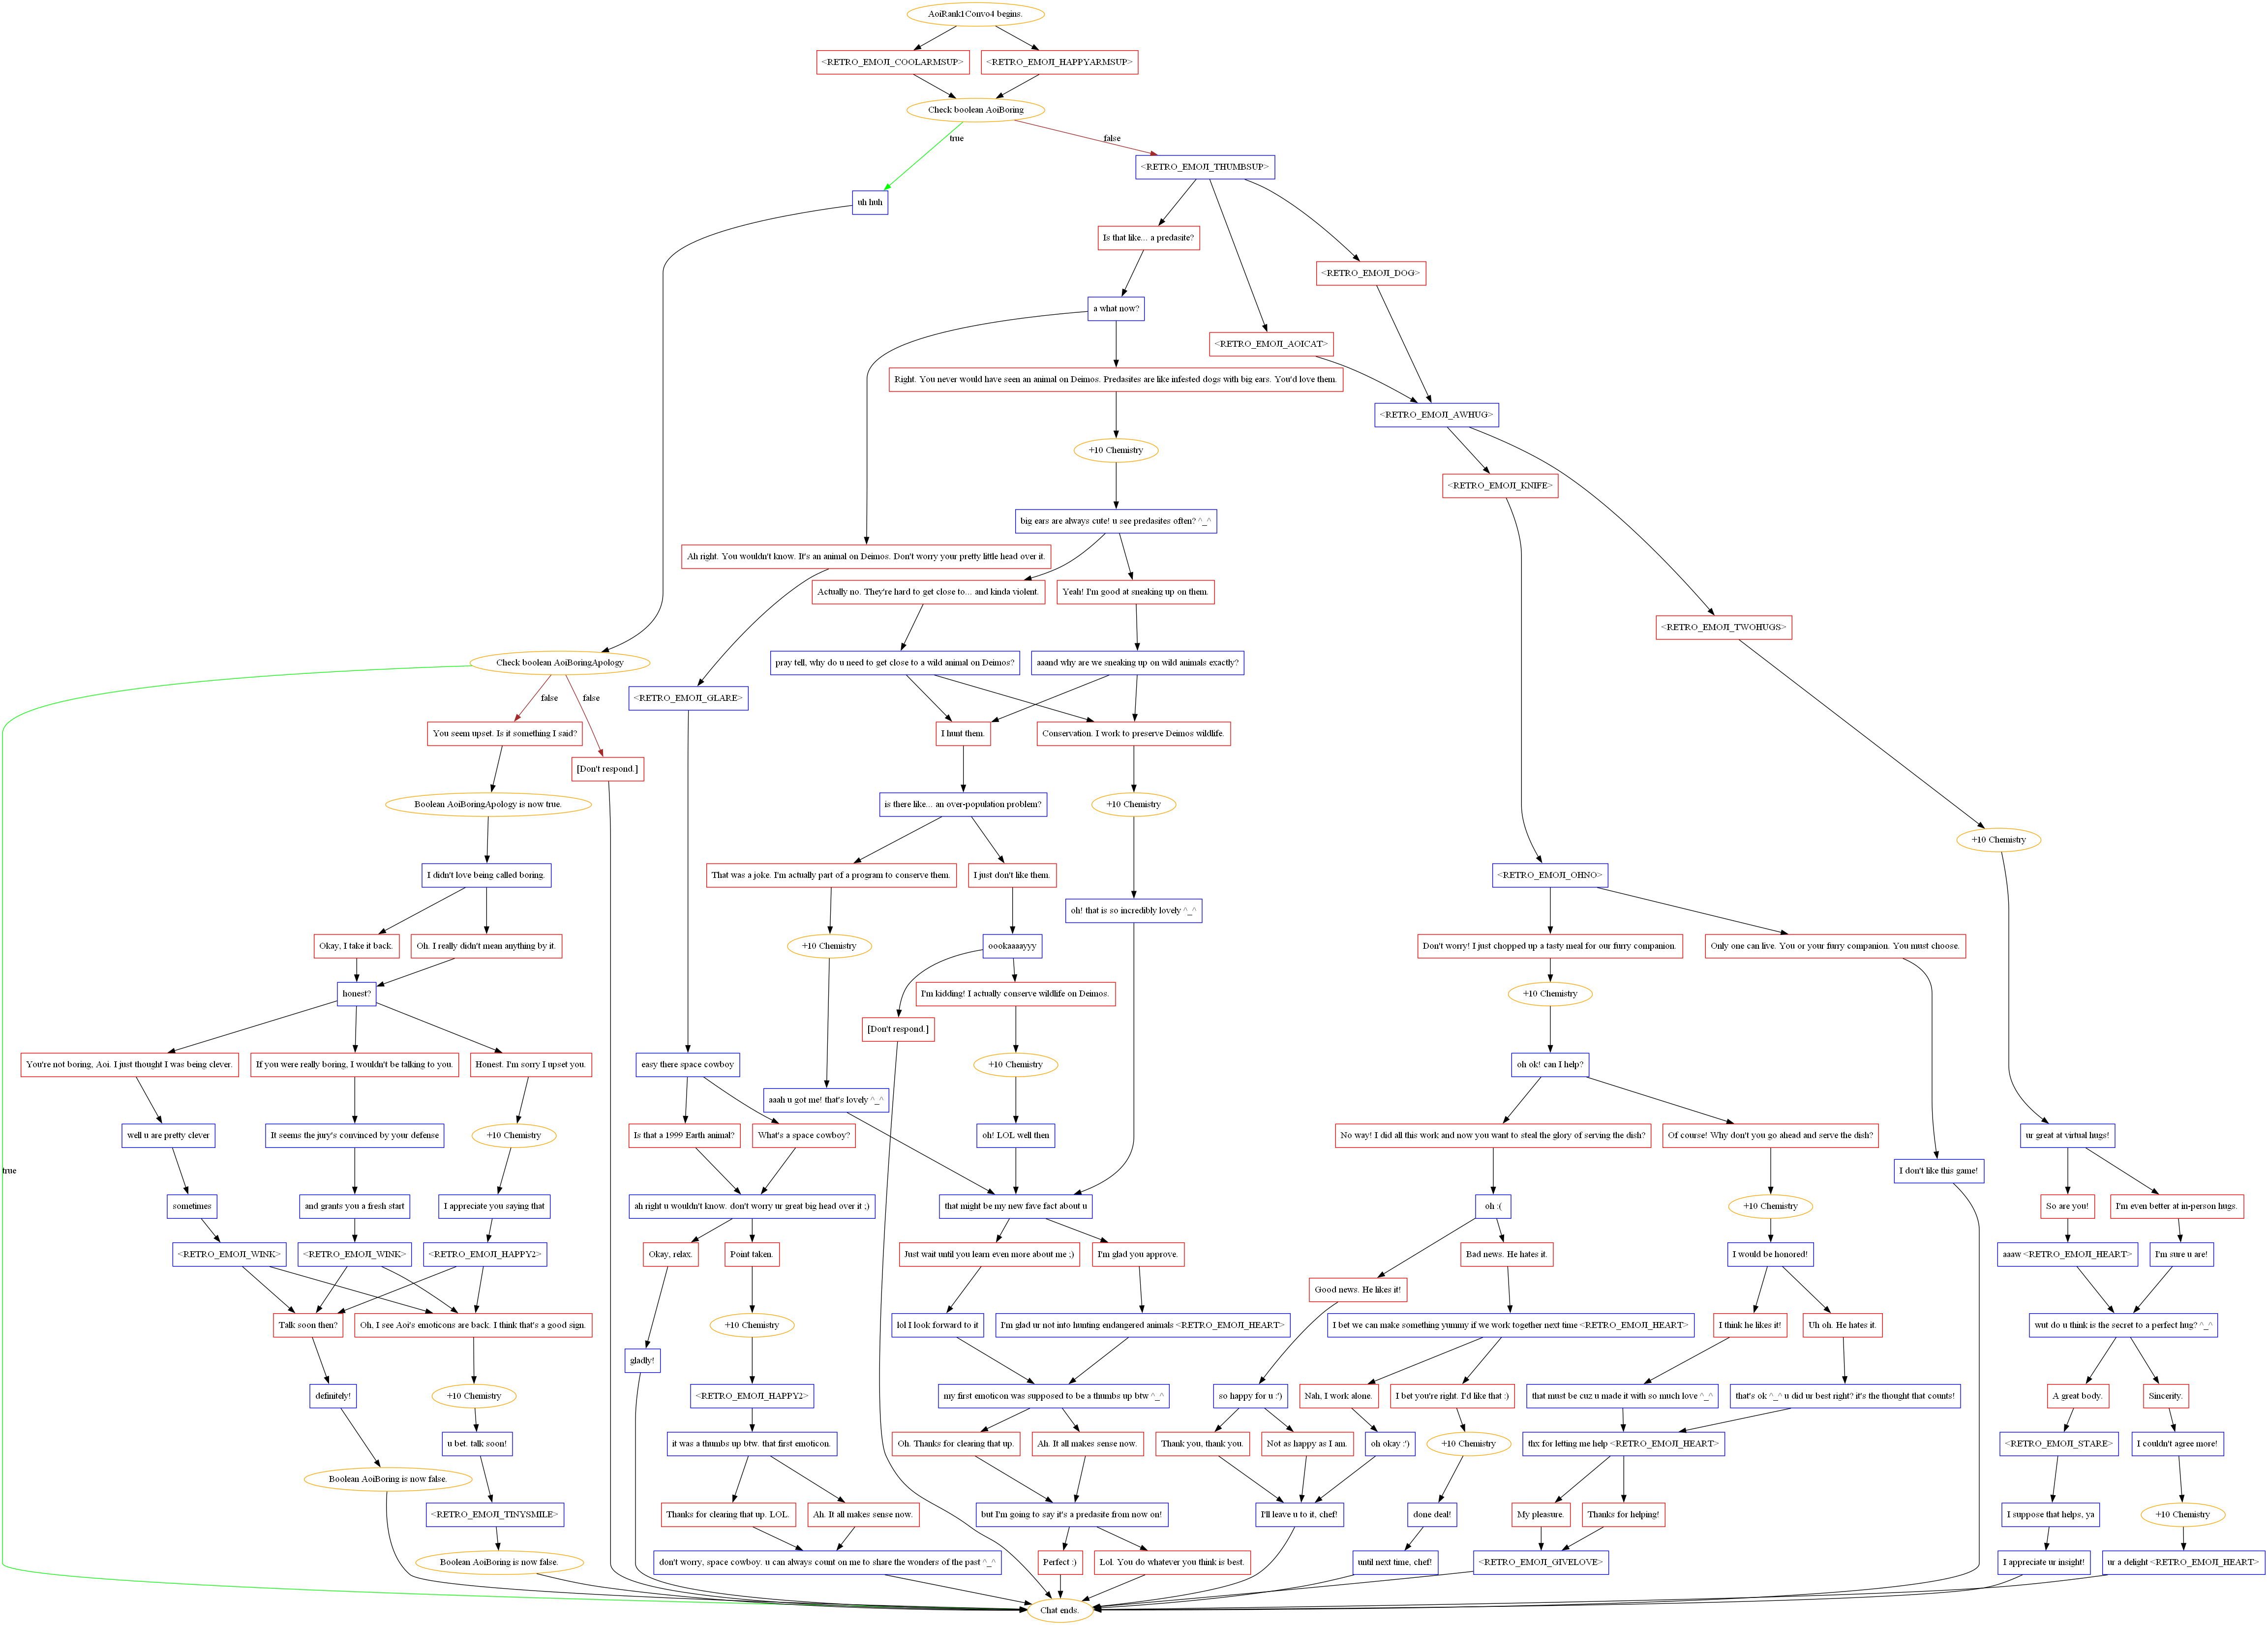 AoiRank1Convo4 begins.
<RETRO_EMOJI_COOLARMSUP>
<RETRO_EMOJI_HAPPYARMSUP>
Check boolean AoiBoring
true
false
<RETRO_EMOJI_THUMBSUP>
uh huh
Is that like... a predasite?
<RETRO_EMOJI_DOG>
a what now?
<RETRO_EMOJI_AOICAT>
Right. You never would have seen an animal on Deimos. Predasites are like infested dogs with big ears. You'd love them.
<RETRO_EMOJI_AWHUG>
+10 Chemistry
<RETRO_EMOJI_KNIFE>
big ears are always cute! u see predasites often? ^_^
Ah right. You wouldn't know. It's an animal on Deimos. Don't worry your pretty little head over it.
Actually no. They're hard to get close to... and kinda violent.
Yeah! I'm good at sneaking up on them.
<RETRO_EMOJI_TWOHUGS>
Check boolean AoiBoringApology
pray tell, why do u need to get close to a wild animal on Deimos?
aaand why are we sneaking up on wild animals exactly?
false
false
<RETRO_EMOJI_GLARE>
You seem upset. Is it something I said?
I hunt them.
Conservation. I work to preserve Deimos wildlife.
[Don't respond.]
Boolean AoiBoringApology is now true.
is there like... an over-population problem?
+10 Chemistry
+10 Chemistry
I didn't love being called boring.
That was a joke. I'm actually part of a program to conserve them.
I just don't like them.
<RETRO_EMOJI_OHNO>
oh! that is so incredibly lovely ^_^
Okay, I take it back.
Oh. I really didn't mean anything by it.
+10 Chemistry
oookaaaayyy
Don't worry! I just chopped up a tasty meal for our furry companion.
Only one can live. You or your furry companion. You must choose.
honest?
I'm kidding! I actually conserve wildlife on Deimos.
+10 Chemistry
[Don't respond.]
You're not boring, Aoi. I just thought I was being clever.
If you were really boring, I wouldn't be talking to you.
Honest. I'm sorry I upset you.
easy there space cowboy
+10 Chemistry
oh ok! can I help?
aaah u got me! that's lovely ^_^
well u are pretty clever
It seems the jury's convinced by your defense
+10 Chemistry
Is that a 1999 Earth animal?
What's a space cowboy?
oh! LOL well then
No way! I did all this work and now you want to steal the glory of serving the dish?
Of course! Why don't you go ahead and serve the dish?
ur great at virtual hugs!
true
I don't like this game!
sometimes
and grants you a fresh start
I appreciate you saying that
ah right u wouldn't know. don't worry ur great big head over it ;)
that might be my new fave fact about u
oh :(
+10 Chemistry
So are you!
I'm even better at in-person hugs.
<RETRO_EMOJI_WINK>
<RETRO_EMOJI_WINK>
<RETRO_EMOJI_HAPPY2>
Okay, relax.
Point taken.
Just wait until you learn even more about me ;)
I'm glad you approve.
Bad news. He hates it.
I would be honored!
aaaw <RETRO_EMOJI_HEART>
I'm sure u are!
Good news. He likes it!
Talk soon then?
Oh, I see Aoi's emoticons are back. I think that's a good sign.
+10 Chemistry
lol I look forward to it
I'm glad ur not into hunting endangered animals <RETRO_EMOJI_HEART>
I bet we can make something yummy if we work together next time <RETRO_EMOJI_HEART>
I think he likes it!
Uh oh. He hates it.
wut do u think is the secret to a perfect hug? ^_^
gladly!
definitely!
+10 Chemistry
<RETRO_EMOJI_HAPPY2>
my first emoticon was supposed to be a thumbs up btw ^_^
so happy for u :')
Nah, I work alone.
I bet you're right. I'd like that :)
that must be cuz u made it with so much love ^_^
that's ok ^_^ u did ur best right? it's the thought that counts!
A great body.
Sincerity.
u bet. talk soon!
it was a thumbs up btw. that first emoticon.
Oh. Thanks for clearing that up.
Ah. It all makes sense now.
Thank you, thank you.
Not as happy as I am.
oh okay :')
+10 Chemistry
thx for letting me help <RETRO_EMOJI_HEART>
<RETRO_EMOJI_STARE>
I couldn't agree more!
Boolean AoiBoring is now false.
<RETRO_EMOJI_TINYSMILE>
Thanks for clearing that up, LOL.
Ah. It all makes sense now.
but I'm going to say it's a predasite from now on!
I'll leave u to it, chef!
done deal!
My pleasure.
Thanks for helping!
I suppose that helps, ya
+10 Chemistry
Boolean AoiBoring is now false.
don't worry, space cowboy. u can always count on me to share the wonders of the past ^_^
Perfect :)
Lol. You do whatever you think is best.
until next time, chef!
<RETRO_EMOJI_GIVELOVE>
I appreciate ur insight!
ur a delight <RETRO_EMOJI_HEART>
Chat ends.